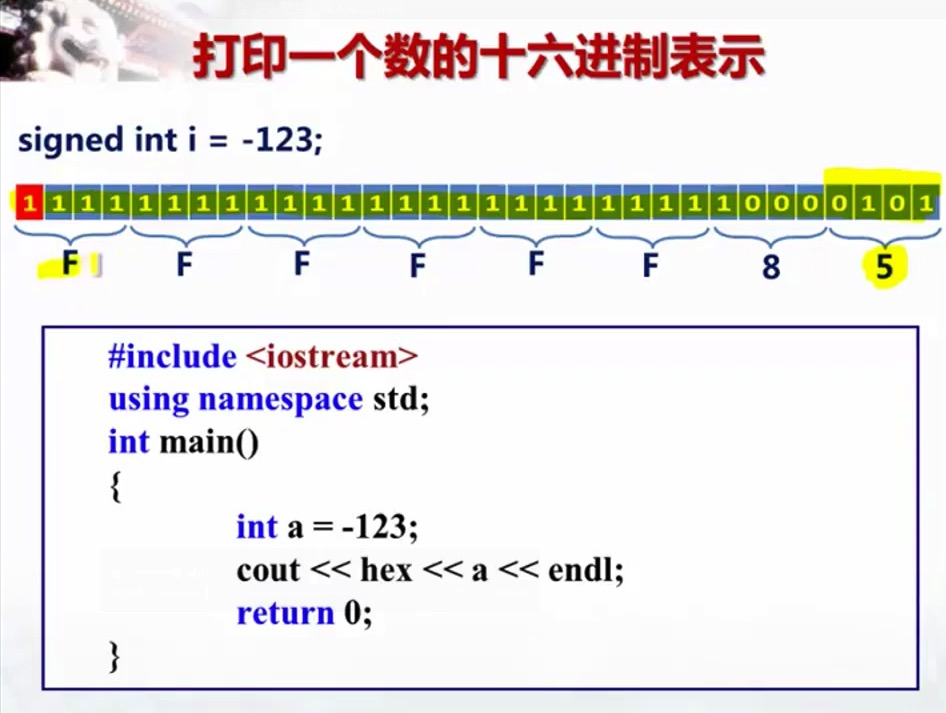 打印一个数的十六进制表示
signed int i = -123;
1 1 1 1 1 1 1 1 1 1 1 1 1 1 1 1 1 1 1 1 1 1 1 1 1 0 0 0 0 1 0 1
F F F F F F 8 5
#include <iostream>
using namespace std;
int main()
{
int a = -123;
cout << hex << a << endl;
return 0;
}